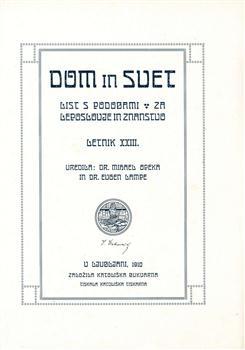 DOM IN SVET
LIST S PODOBAMI ❖ ZA
LEPOSLOVJE IN ZNANSTVO
LETNIK XXIII.
UREDILA: DR. MIHAEL OPEKA
IN DR. EVGEN LAMPE
V LJUBLJANI, 1910
ZALOŽILA KATOLIŠKA BUKVARNA
TISKALA KATOLIŠKA TISKARNA